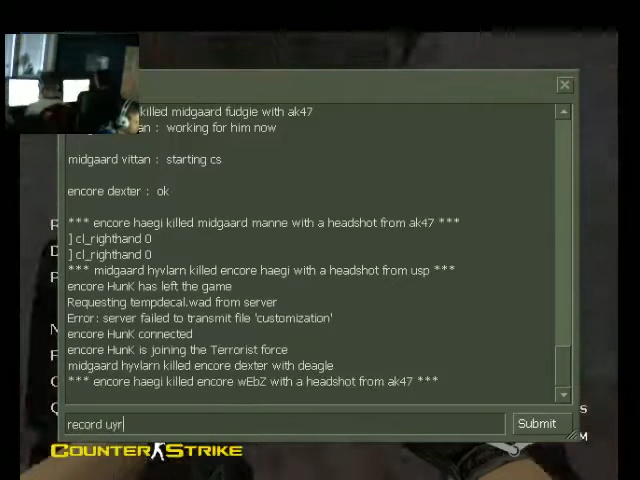 killed midgaard fudgie with ak47
an : working for him now
midgaard vittan : starting cs
encore dexter : ok
*** encore haegi killed midgaard manne with a headshot from ak47 ***
] cl_righthand 0
] cl_righthand 0
*** midgaard hyvlarn killed encore haegi with a headshot from usp ***
encore HunK has left the game
Requesting tempdecal.wad from server
Error: server failed to transmit file 'customization'
encore HunK connected
encore HunK is joining the Terrorist force
midgaard hyvlarn killed encore dexter with deagle
*** encore haegi killed encore wEbZ with a headshot from ak47 ***
record uyr
Submit
COUNTER STRIKE